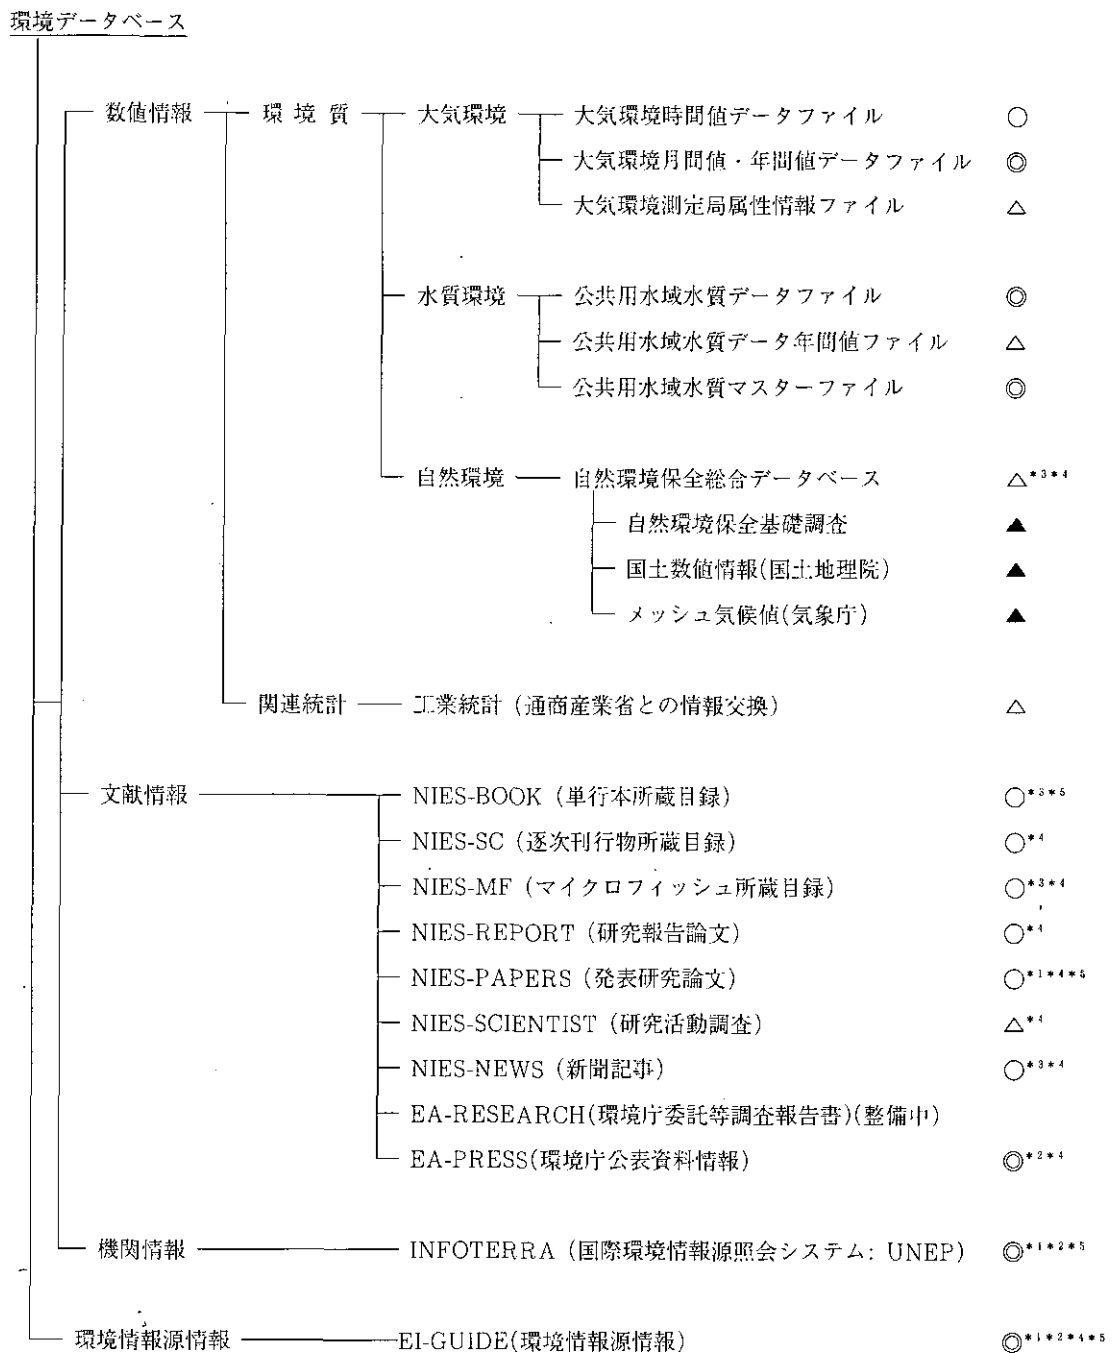 環境データベース
数値情報 環境質 大気環境 大気環境時間値データファイル ○
大気環境月間値・年間値データファイル ◎
大気環境測定局属性情報ファイル △
水質環境 公共用水域水質データファイル ◎
公共用水域水質データ年間値ファイル △
公共用水域水質マスターファイル ◎
自然環境 自然環境保全総合データベース △*3*4
自然環境保全基礎調査 ▲
国土数値情報(国土地理院) ▲
メッシュ気候値(気象庁) ▲
関連統計 工業統計(通商産業省との情報交換) △
文献情報 NIES-BOOK(単行本所蔵目録) ○*3*5
NIES-SC(逐次刊行物所蔵目録) ○*4
NIES-MF(マイクロフィッシュ所蔵目録) ○*3*4
NIES-REPORT(研究報告論文) ○*4
NIES-PAPERS(発表研究論文) ○*1*4*5
NIES-SCIENTIST(研究活動調査) △*4
NIES-NEWS(新聞記事) ○*3*4
EA-RESEARCH(環境庁委託等調査報告書)(整備中)
EA-PRESS(環境庁公表資料情報) ◎*2*4
機関情報 INFOTERRA(国際環境情報源照会システム: UNEP) ◎*1*2*5
環境情報源情報 EI-GUIDE(環境情報源情報) ◎*1*2*4*5